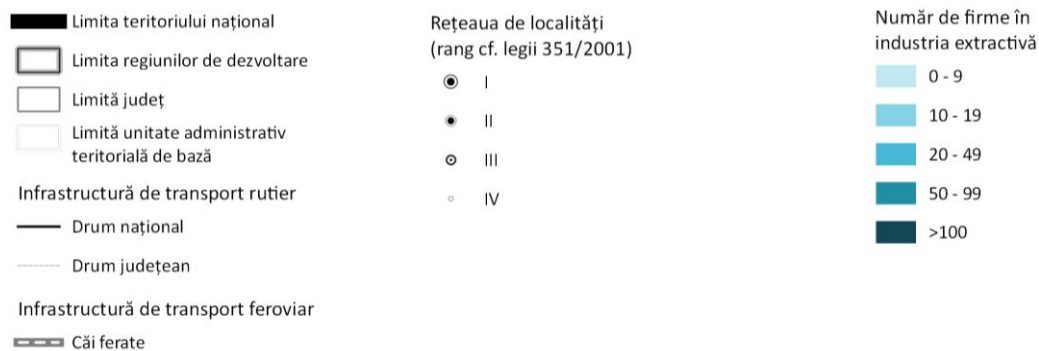 Limita teritoriului național
Limita regiunilor de dezvoltare
Limită județ
Limită unitate administrativ
teritorială de bază
Infrastructură de transport rutier
Drum național
Drum județean
Infrastructură de transport feroviar
Căi ferate
Rețeaua de localități
(rang cf. legii 351/2001)
I
II
III
IV
Număr de firme în
industria extractivă
0 - 9
10 - 19
20 - 49
50 - 99
>100